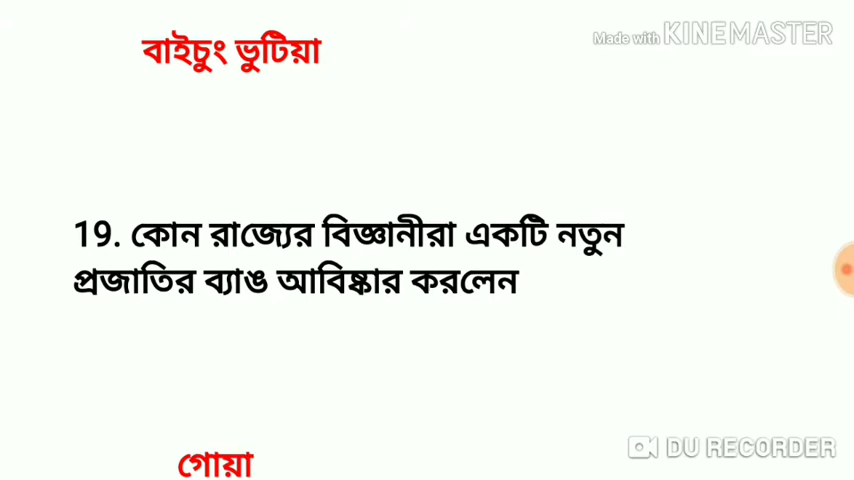 বাইচুং ভুটিয়া
Made with KINEMASTER
19. কোন রাজ্যের বিজ্ঞানীরা একটি নতুন
প্রজাতির ব্যাঙ আবিষ্কার করলেন
DU RECORDER
গোয়া